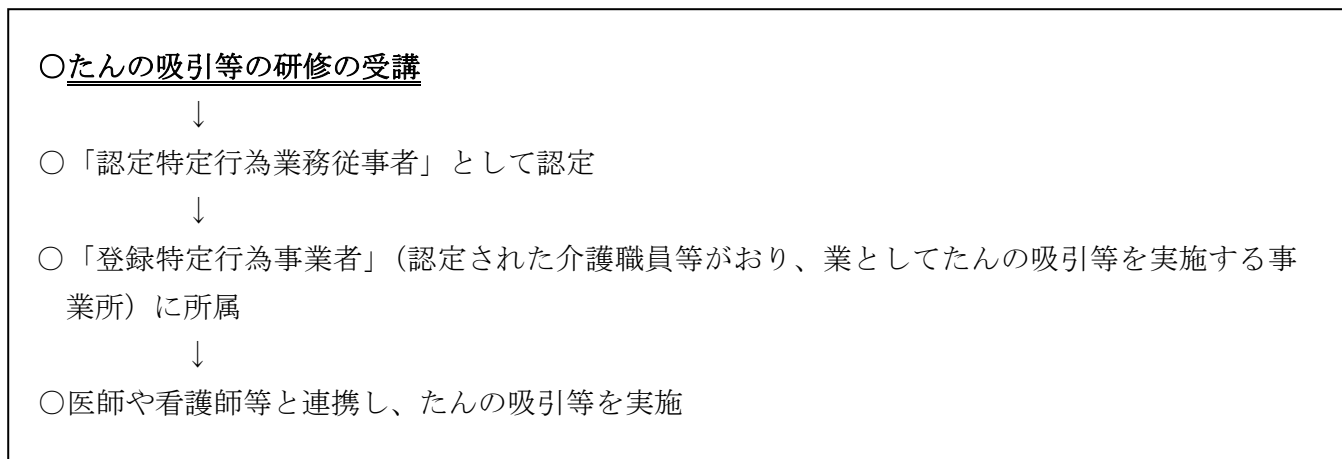 ○たんの吸引等の研修の受講
↓
○「認定特定行為業務従事者」として認定
↓
○「登録特定行為事業者」（認定された介護職員等がおり、業としてたんの吸引等を実施する事
業所）に所属
↓
○医師や看護師等と連携し、たんの吸引等を実施